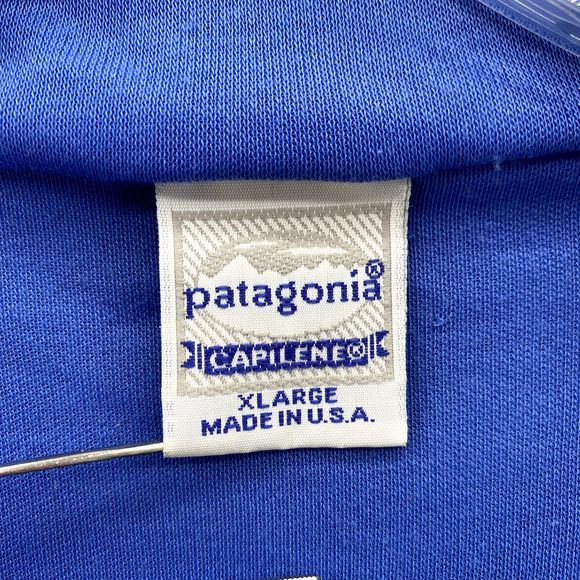 patagonia®
CAPILENE®
XLARGE
MADE IN U.S.A.